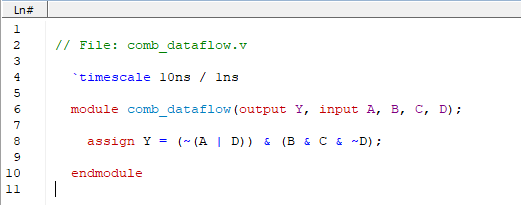 Ln#
1
2 // File: comb_dataflow.v
3
4 `timescale 10ns / 1ns
5
6 module comb_dataflow(output Y, input A, B, C, D);
7
8 assign Y = (~(A | D)) & (B & C & ~D);
9
10 endmodule
11